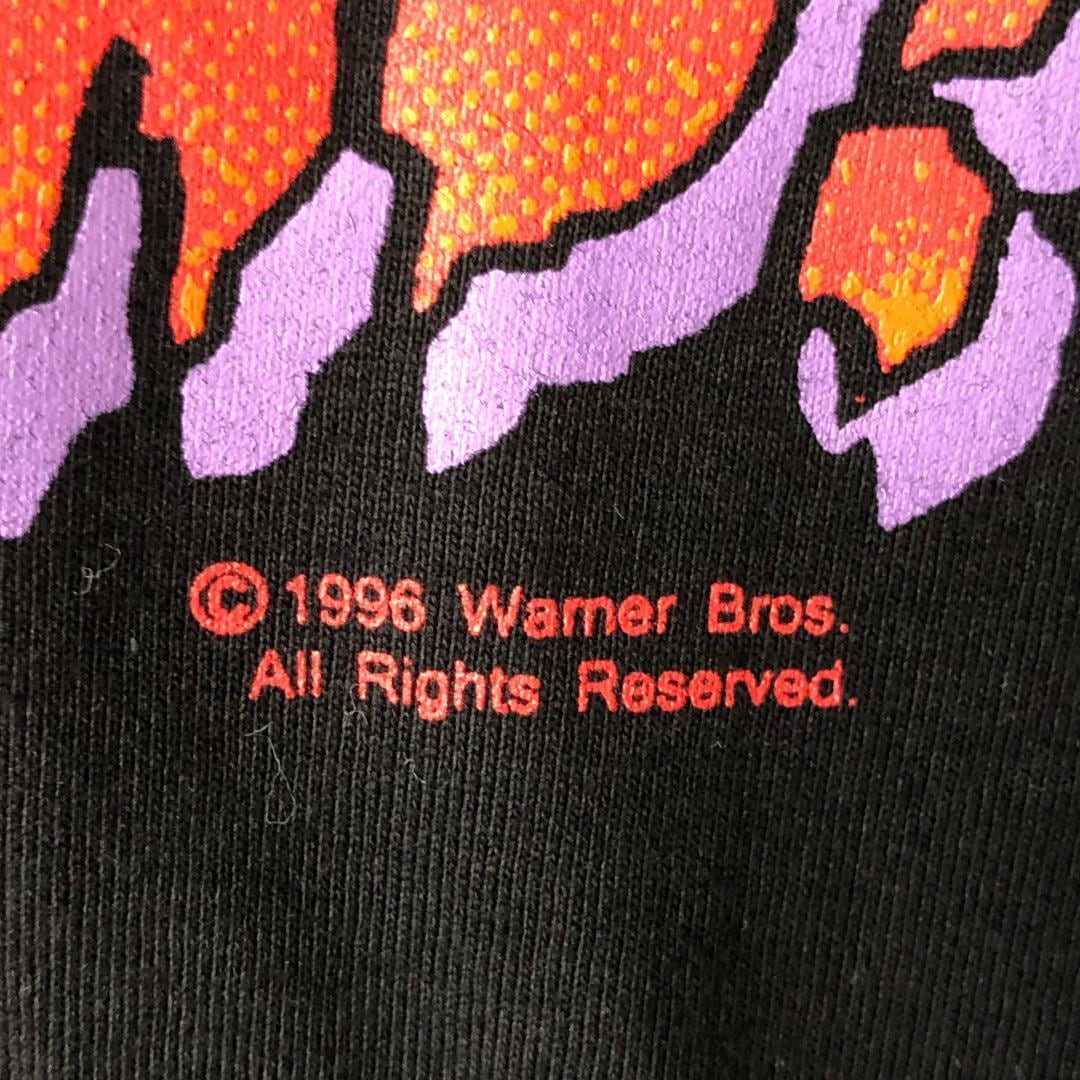 © 1996 Warner Bros.
All Rights Reserved.